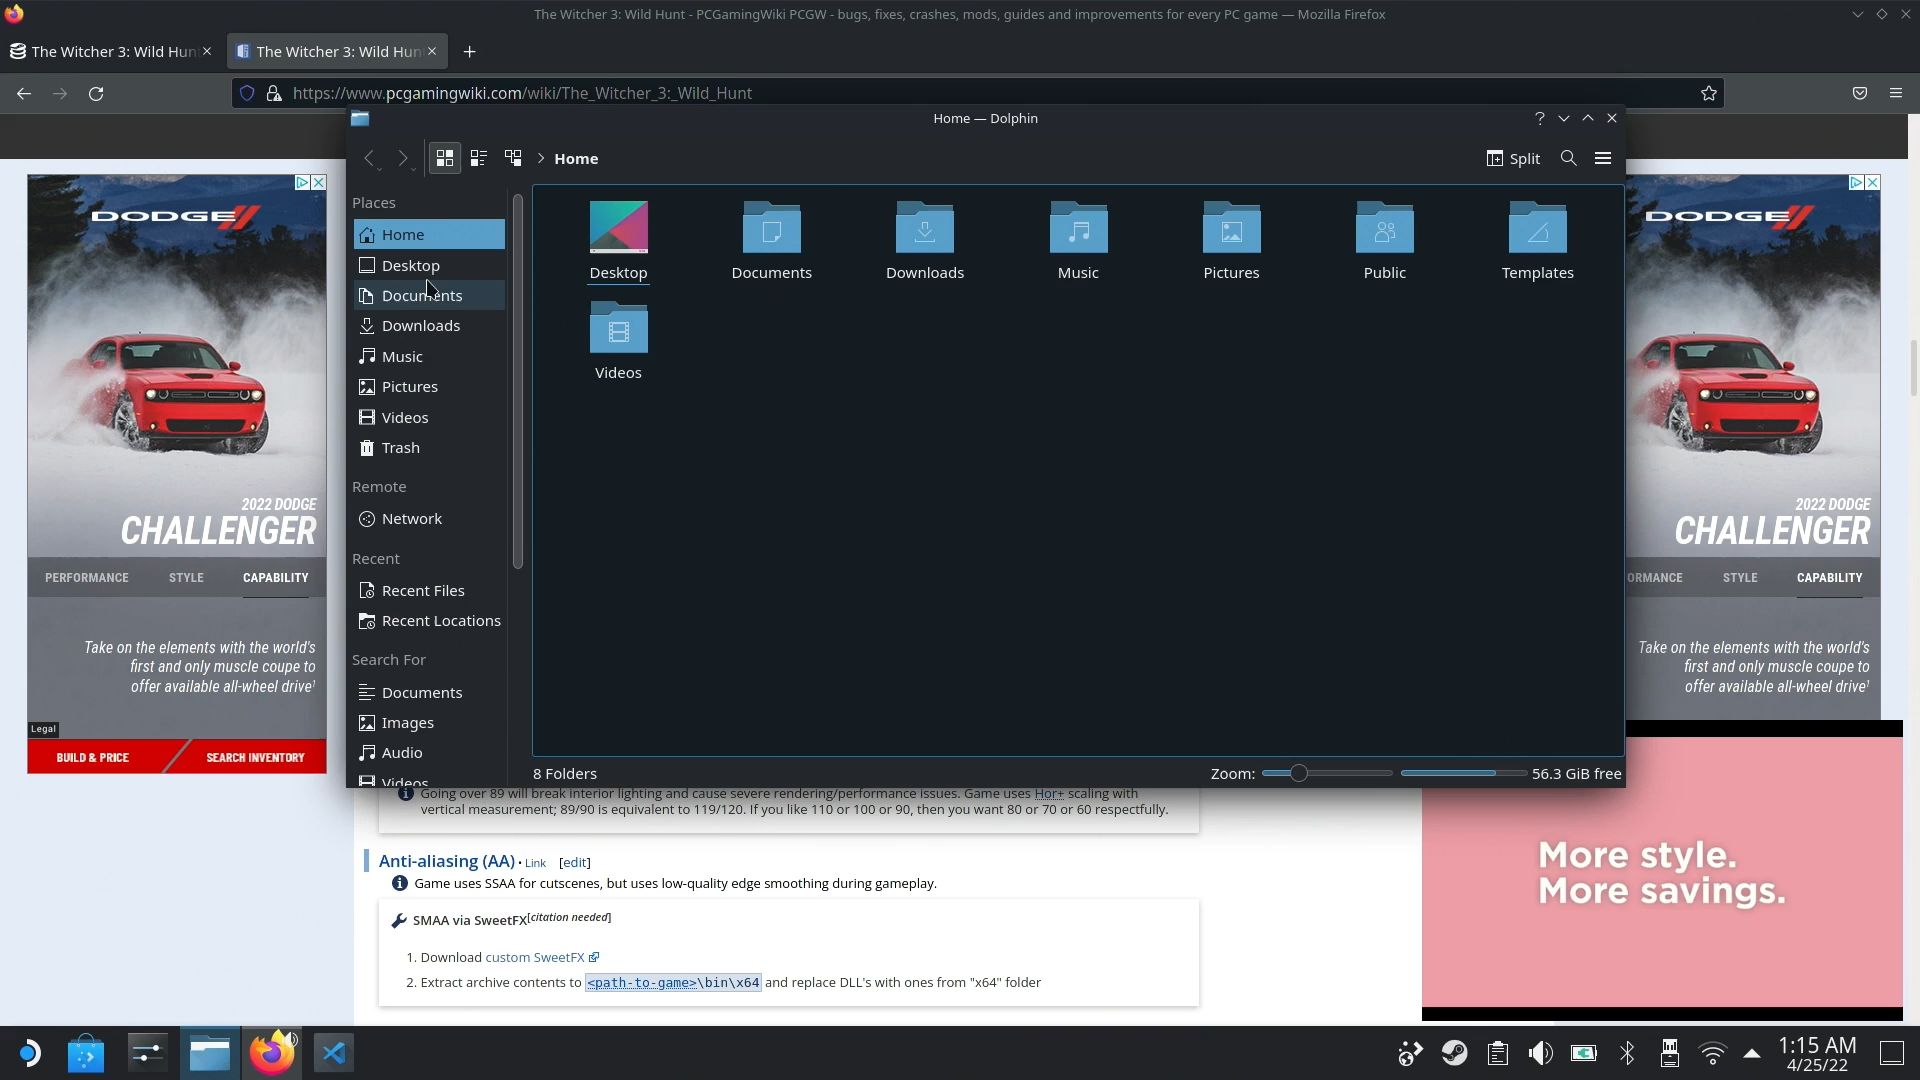 The Witcher 3: Wild Hunt - PCGamingWiki PCGW - bugs, fixes, crashes, mods, guides and improvements for every PC game — Mozilla Firefox
The Witcher 3: Wild Hun
The Witcher 3: Wild Hun
https://www.pcgamingwiki.com/wiki/The_Witcher_3:_Wild_Hunt
Home — Dolphin
Home
Split
Places
Home
Desktop
Documents
Downloads
Music
Pictures
Videos
Trash
Remote
Network
Recent
Recent Files
Recent Locations
Search For
Documents
Images
Audio
Videos
Desktop
Documents
Downloads
Music
Pictures
Public
Templates
Videos
8 Folders
Zoom:
56.3 GiB free
DODGE
2022 DODGE
CHALLENGER
PERFORMANCE STYLE CAPABILITY
Take on the elements with the world's
first and only muscle coupe to
offer available all-wheel drive¹
Legal
BUILD & PRICE
SEARCH INVENTORY
DODGE
2022 DODGE
CHALLENGER
ORMANCE STYLE CAPABILITY
Take on the elements with the world's
first and only muscle coupe to
offer available all-wheel drive¹
Going over 89 will break interior lighting and cause severe rendering/performance issues. Game uses Hor+ scaling with
vertical measurement; 89/90 is equivalent to 119/120. If you like 110 or 100 or 90, then you want 80 or 70 or 60 respectfully.
Anti-aliasing (AA) · Link [edit]
Game uses SSAA for cutscenes, but uses low-quality edge smoothing during gameplay.
SMAA via SweetFX[citation needed]
1. Download custom SweetFX
2. Extract archive contents to <path-to-game>\bin\x64 and replace DLL's with ones from "x64" folder
More style.
More savings.
1:15 AM
4/25/22